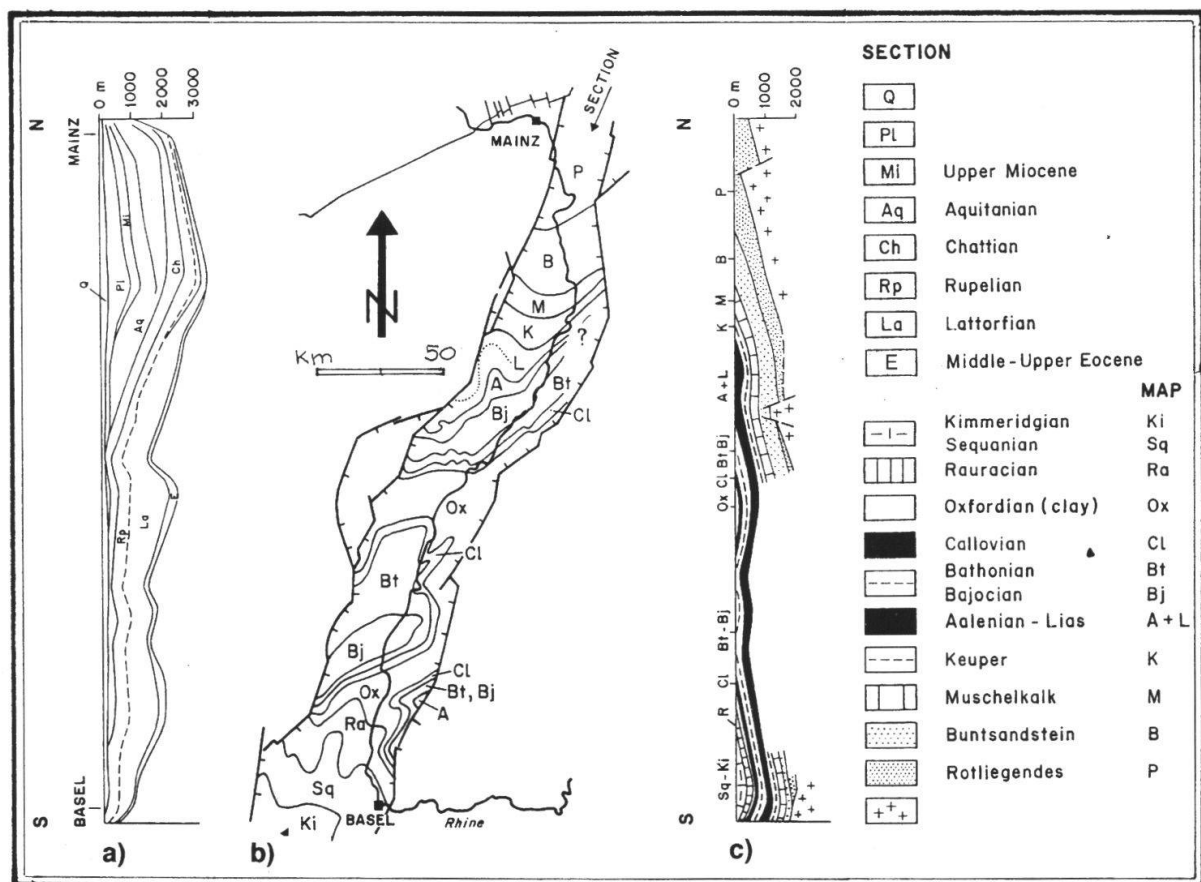 N
MAINZ
0 m
1000
2000
3000
Q
Pl
Mi
Aq
Ch
Rp
La
E
S
BASEL
a)
SECTION
MAINZ
P
B
M
K
L
?
A
Bj
Bt
Cl
Km 50
Ox
Cl
Bt
Bj
Ox
Cl
Bt, Bj
A
Ra
Sq
Ki
BASEL
Rhine
b)
N
0 m
1000
2000
P
B
M
K
A + L
Bj
Bt
Cl
Ox
Bt - Bj
Cl
R
Sq - Ki
S
c)
SECTION
Q
Pl
Mi Upper Miocene
Aq Aquitanian
Ch Chattian
Rp Rupelian
La Lattorfian
E Middle - Upper Eocene
MAP
Kimmeridgian Ki
Sequanian Sq
Rauracian Ra
Oxfordian (clay) Ox
Callovian Cl
Bathonian Bt
Bajocian Bj
Aalenian - Lias A + L
Keuper K
Muschelkalk M
Buntsandstein B
Rotliegendes P